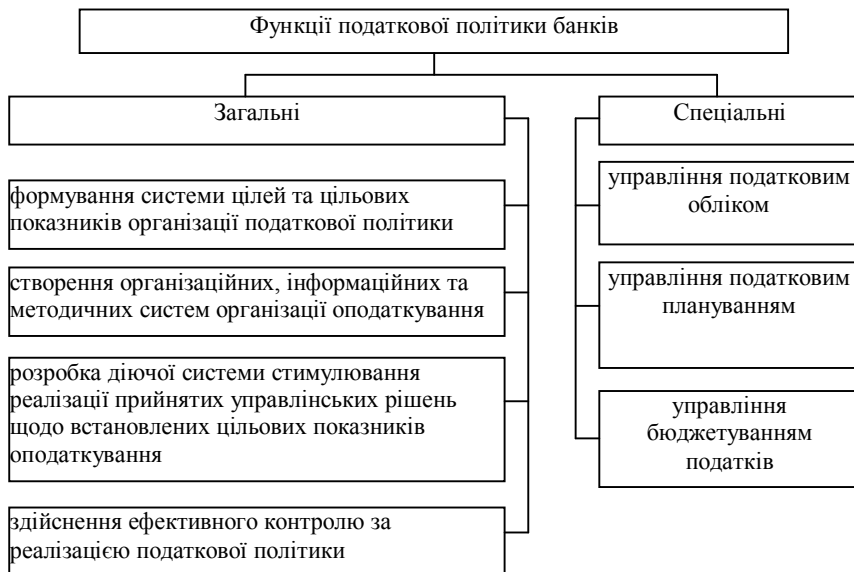 Функції податкової політики банків
Загальні
формування системи цілей та цільових
показників організації податкової політики
створення організаційних, інформаційних та
методичних систем організації оподаткування
розробка діючої системи стимулювання
реалізації прийнятих управлінських рішень
щодо встановлених цільових показників
оподаткування
здійснення ефективного контролю за
реалізацією податкової політики
Спеціальні
управління податковим
обліком
управління податковим
плануванням
управління
бюджетуванням
податків